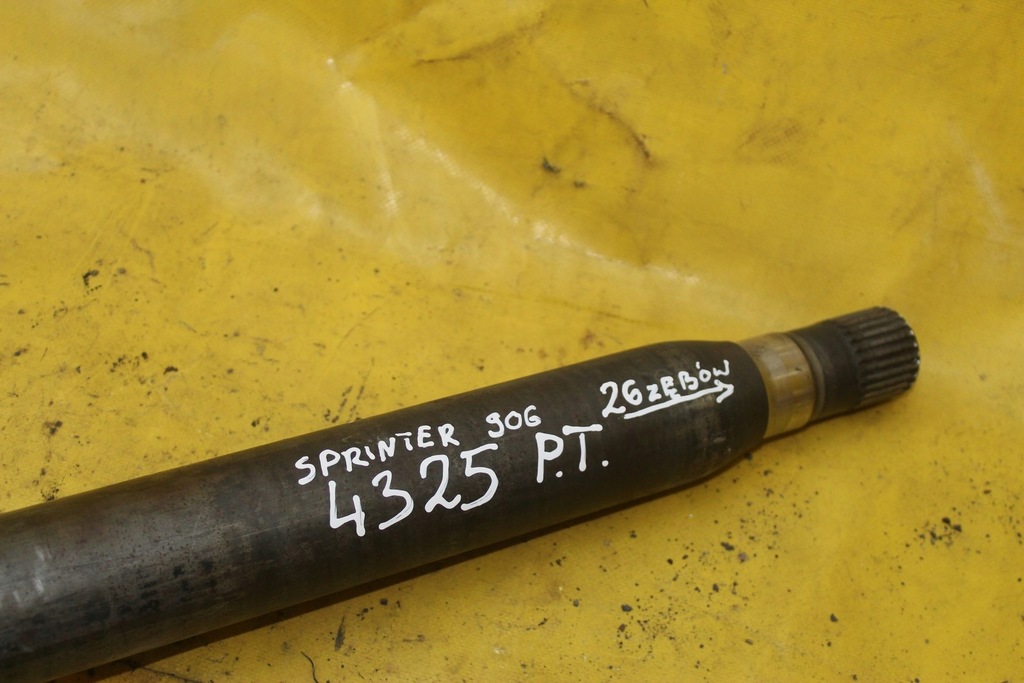 SPRINTER 906
4325 P.T.
26 ZĘBÓW